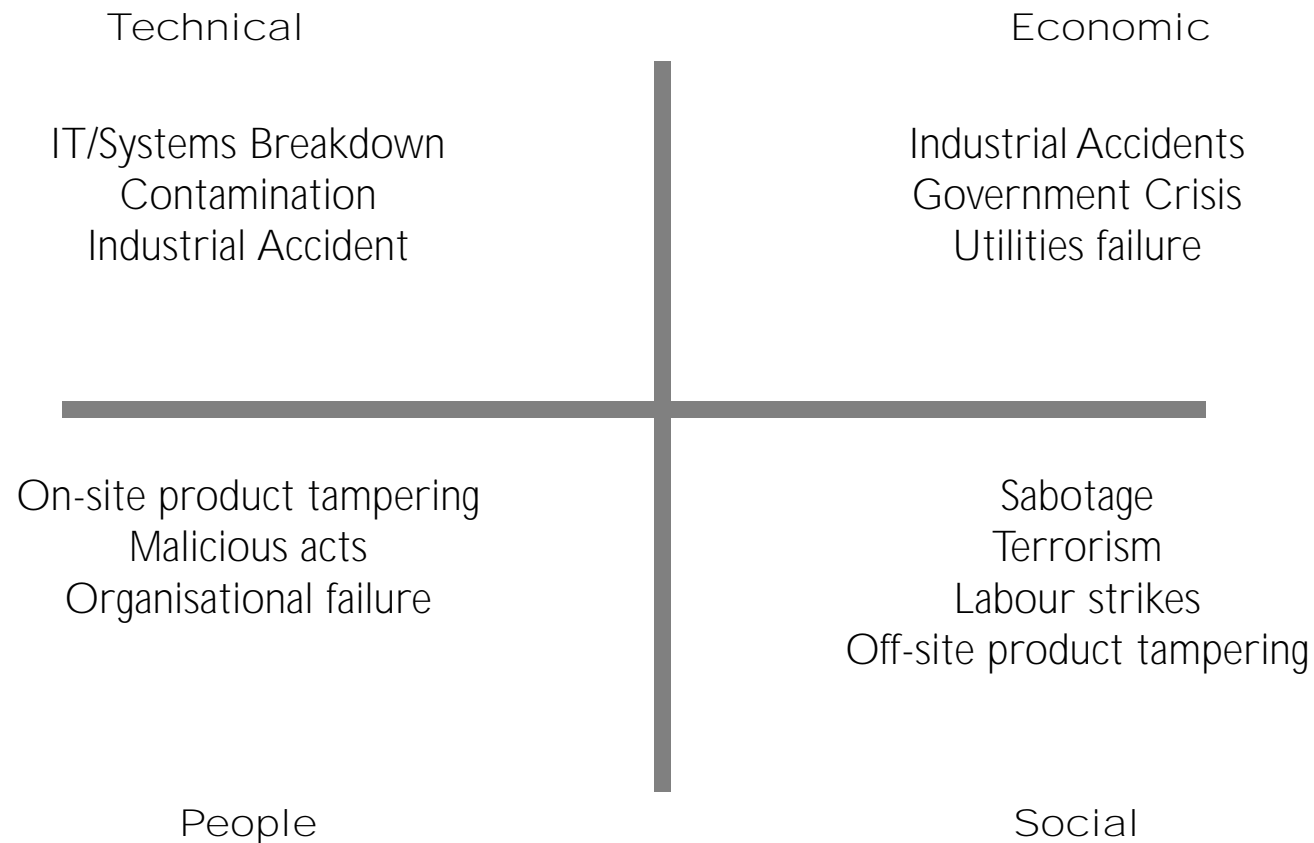 Technical
Economic
IT/Systems Breakdown
Contamination
Industrial Accident
Industrial Accidents
Government Crisis
Utilities failure
On-site product tampering
Malicious acts
Organisational failure
Sabotage
Terrorism
Labour strikes
Off-site product tampering
People
Social